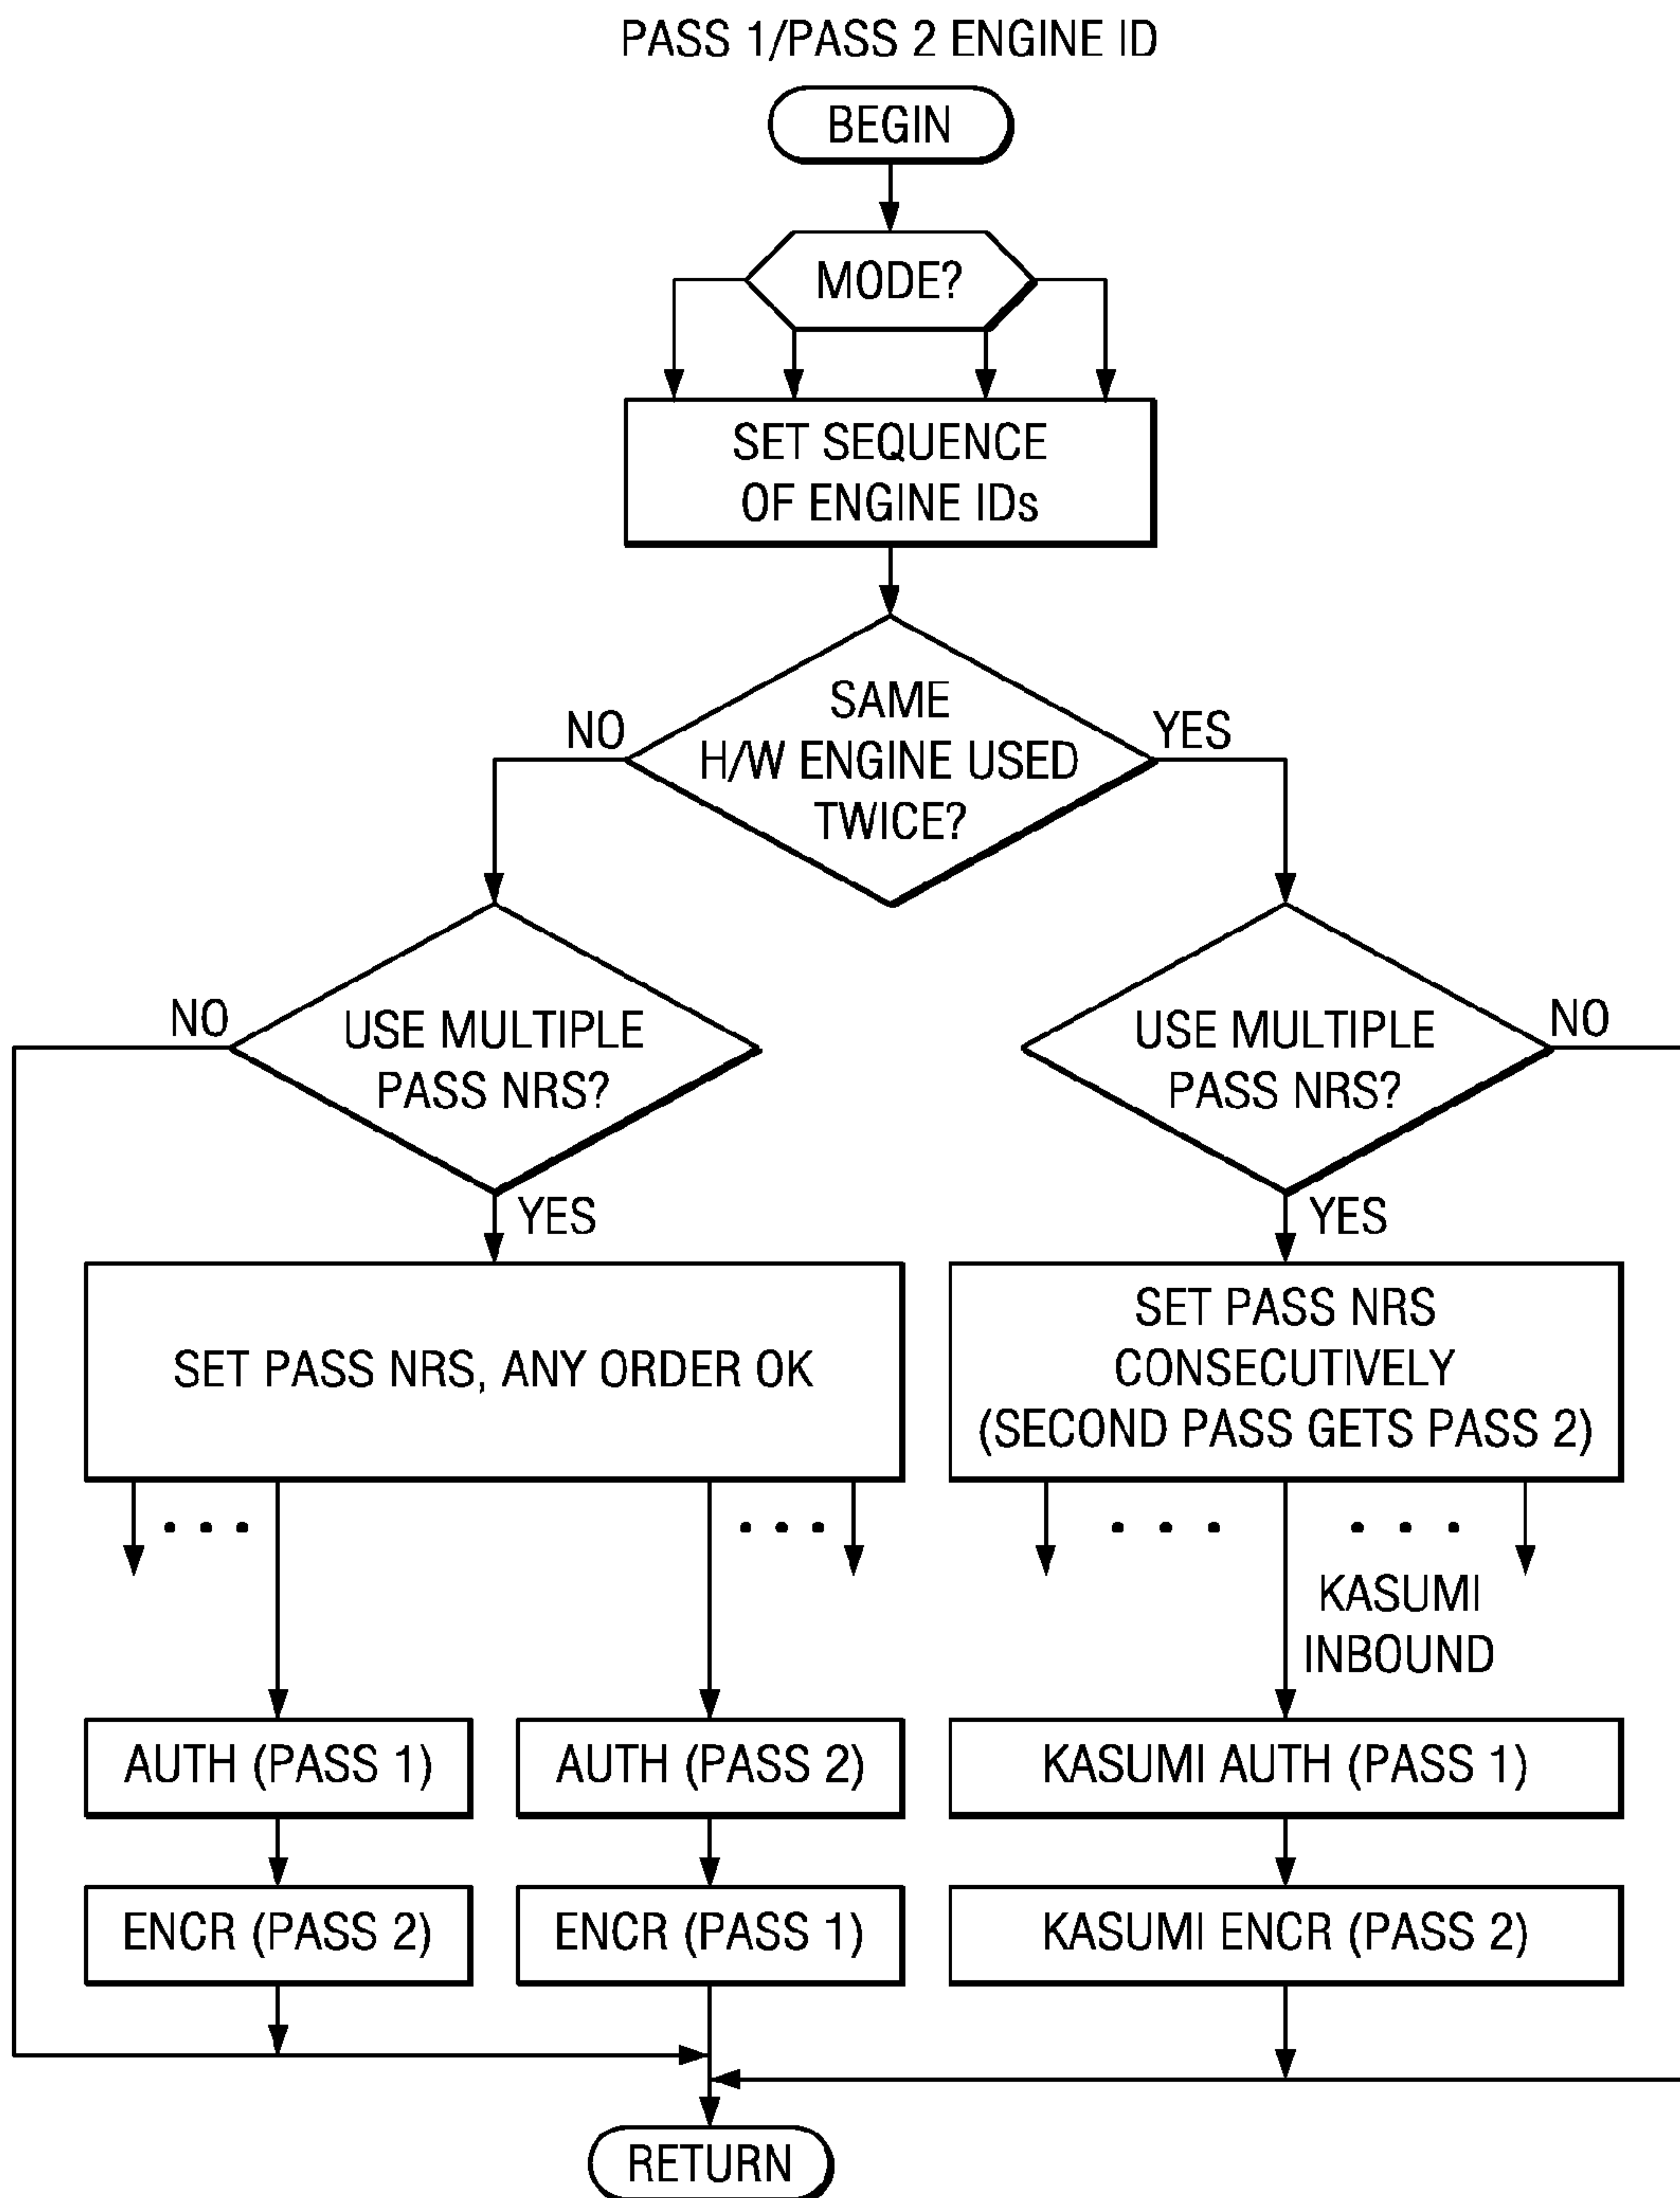 PASS 1/PASS 2 ENGINE ID
BEGIN
MODE?
SET SEQUENCE
OF ENGINE IDs
SAME
H/W ENGINE USED
TWICE?
NO
YES
USE MULTIPLE
PASS NRS?
NO
YES
USE MULTIPLE
PASS NRS?
NO
YES
SET PASS NRS, ANY ORDER OK
SET PASS NRS
CONSECUTIVELY
(SECOND PASS GETS PASS 2)
. . .
. . .
. . .
. . .
KASUMI
INBOUND
AUTH (PASS 1)
AUTH (PASS 2)
KASUMI AUTH (PASS 1)
ENCR (PASS 2)
ENCR (PASS 1)
KASUMI ENCR (PASS 2)
RETURN